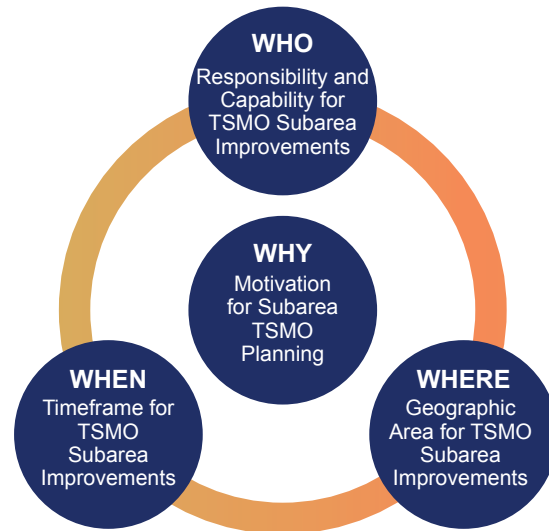 WHO
Responsibility and
Capability for
TSMO Subarea
Improvements
WHY
Motivation
for Subarea
TSMO
Planning
WHEN
Timeframe for
TSMO
Subarea
Improvements
WHERE
Geographic
Area for TSMO
Subarea
Improvements